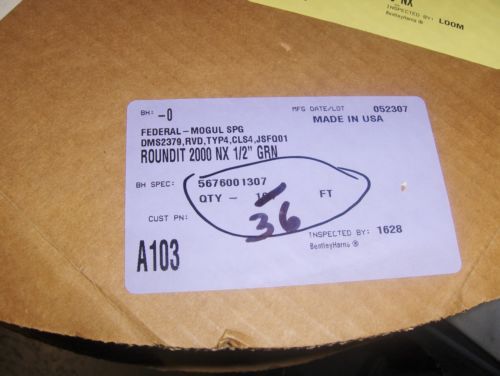 NX
INSPECTED BY: LOOM
BentleyHarris ®
BH: -0
MFG DATE/LOT 052307
MADE IN USA
FEDERAL-MOGUL SPG
DMS2379,RVD,TYP4,CLS4,JSFQ01
ROUNDIT 2000 NX 1/2" GRN
BH SPEC: 5676001307
QTY - FT
36
CUST PN:
INSPECTED BY: 1628
BentleyHarris ®
A103